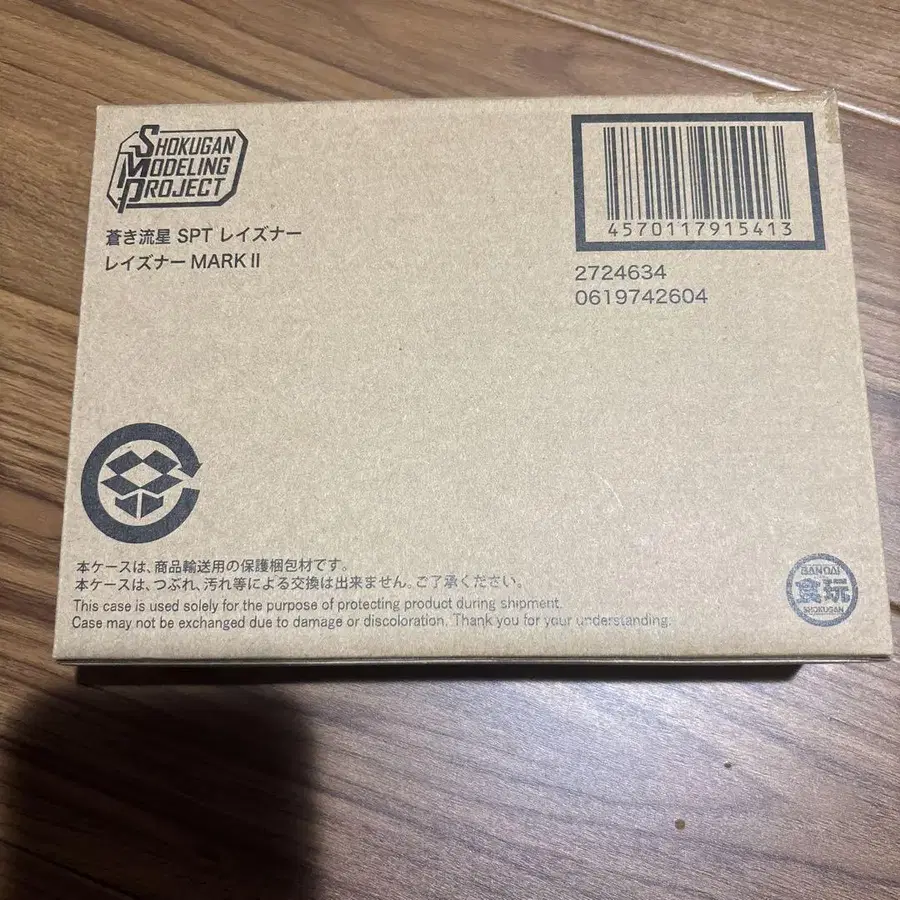 SHOKUGAN
MODELING
PROJECT
蒼き流星 SPT レイズナー
レイズナー MARK II
4570117915413
2724634
0619742604
本ケースは、商品輸送用の保護梱包材です。
本ケースは、つぶれ、汚れ等による交換は出来ません。ご了承ください。
This case is used solely for the purpose of protecting product during shipment.
Case may not be exchanged due to damage or discoloration. Thank you for your understanding.
BANDAI
食玩
SHOKUGAN